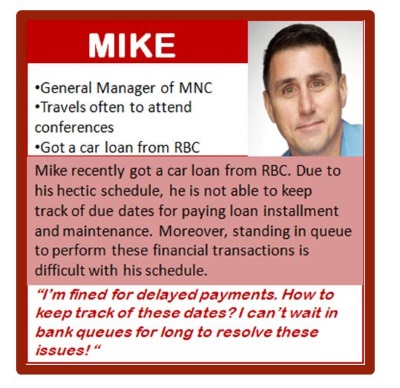 MIKE
•General Manager of MNC
•Travels often to attend
conferences
•Got a car loan from RBC
Mike recently got a car loan from RBC. Due to
his hectic schedule, he is not able to keep
track of due dates for paying loan installment
and maintenance. Moreover, standing in queue
to perform these financial transactions is
difficult with his schedule.
“I’m fined for delayed payments. How to
keep track of these dates? I can’t wait in
bank queues for long to resolve these
issues! “